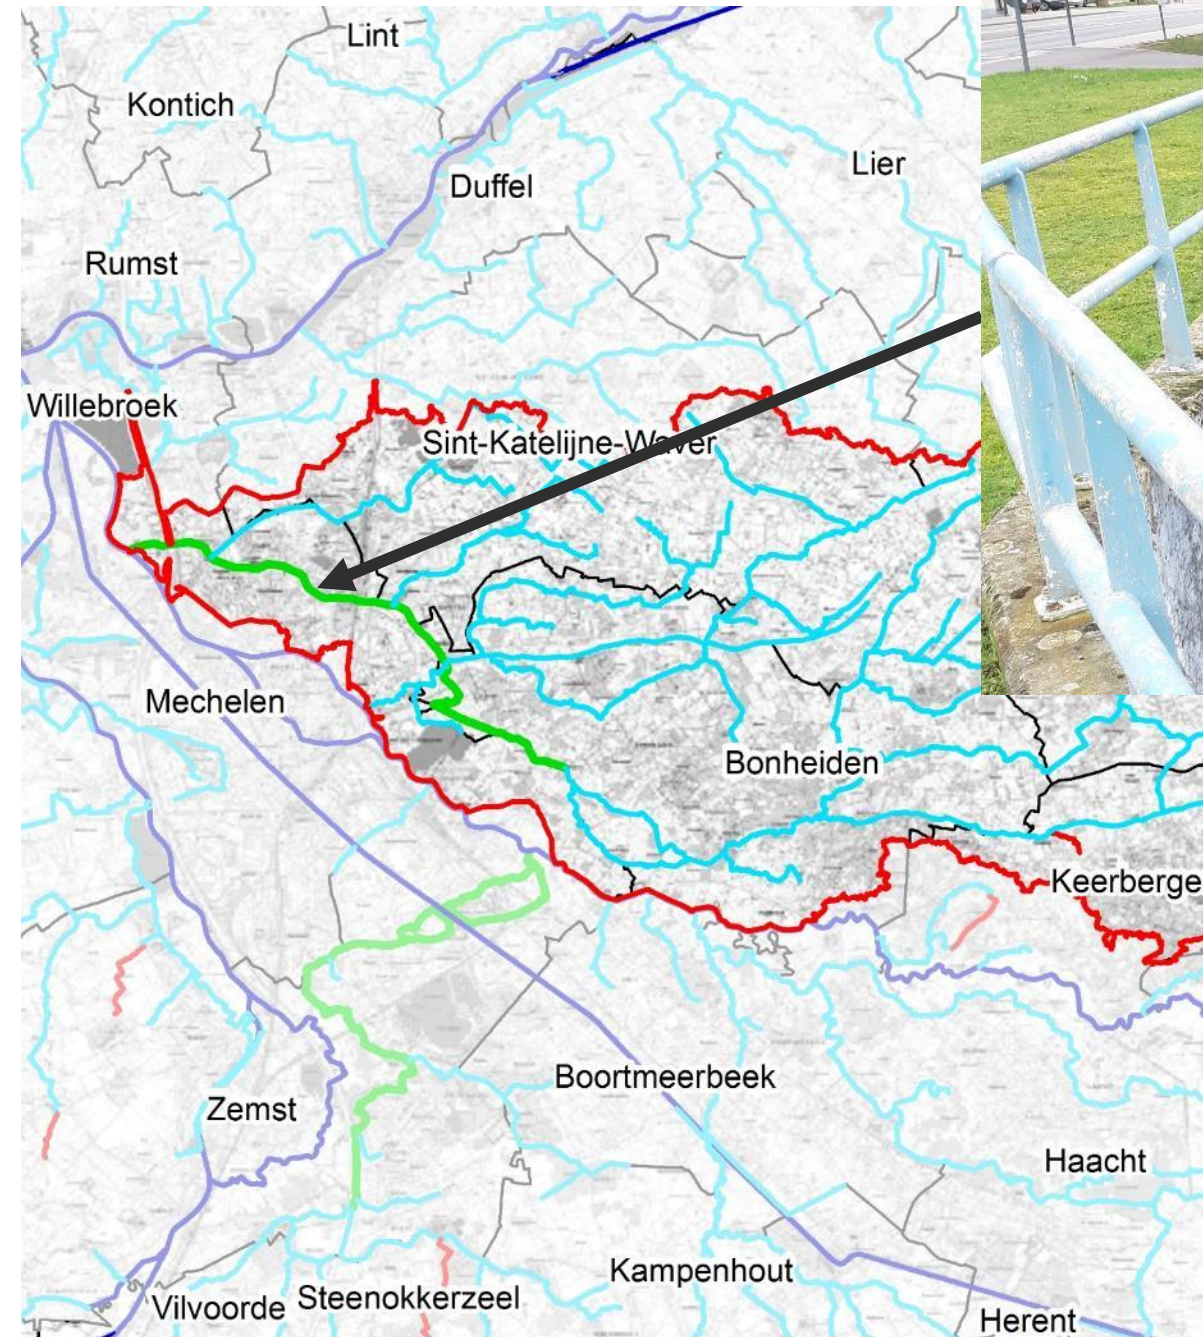 Lint
Kontich
Lier
Duffel
Rumst
Willebroek
Sint-Katelijne-Waver
Mechelen
Bonheiden
Keerberge
Boortmeerbeek
Zemst
Haacht
Kampenhout
Steenokkerzeel
Vilvoorde
Herent